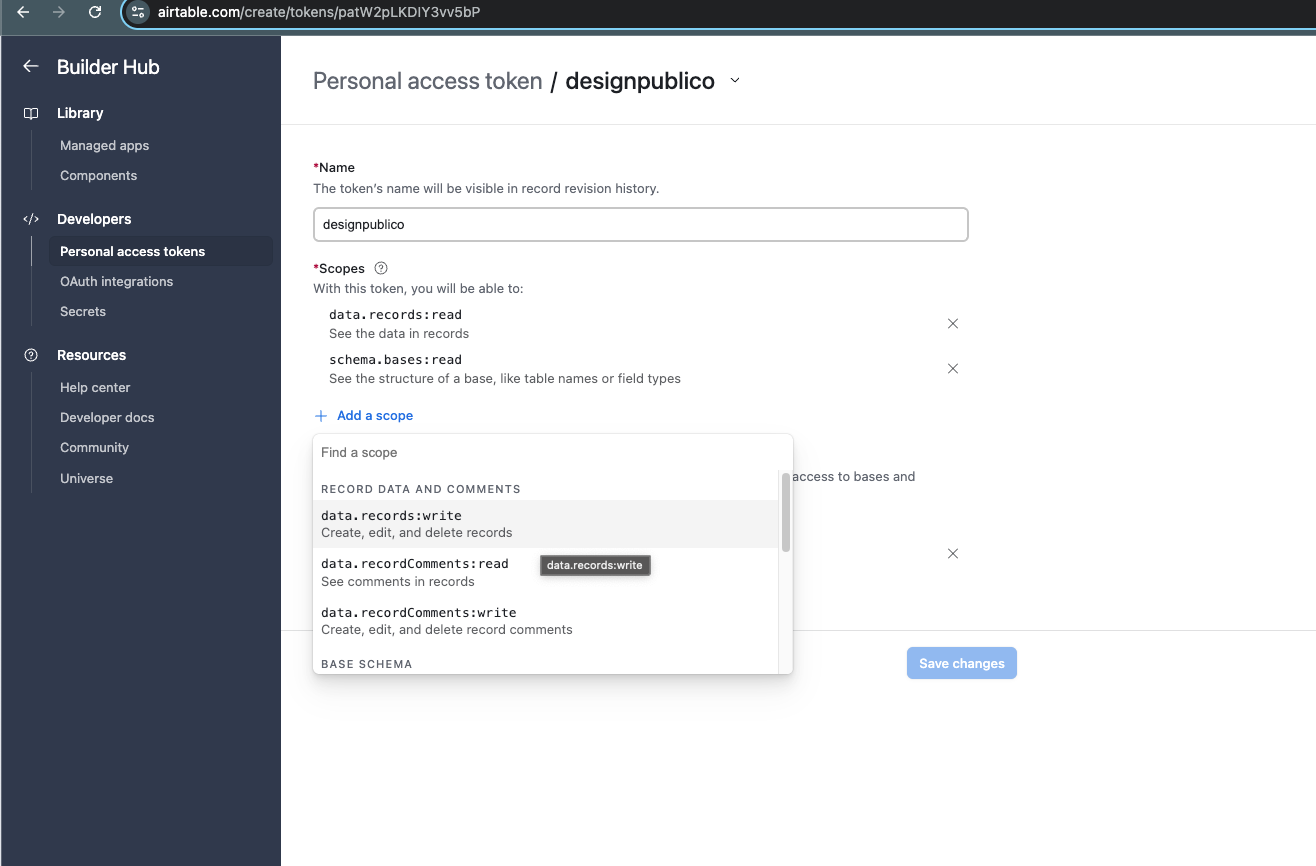 airtable.com/create/tokens/patW2pLKDIY3vv5bP
Builder Hub
Library
Managed apps
Components
Developers
Personal access tokens
OAuth integrations
Secrets
Resources
Help center
Developer docs
Community
Universe
Personal access token / designpublico
*Name
The token's name will be visible in record revision history.
designpublico
*Scopes
With this token, you will be able to:
data.records:read
See the data in records
schema.bases:read
See the structure of a base, like table names or field types
+ Add a scope
Find a scope
access to bases and
RECORD DATA AND COMMENTS
data.records:write
Create, edit, and delete records
data.recordComments:read
data.records:write
See comments in records
data.recordComments:write
Create, edit, and delete record comments
BASE SCHEMA
Save changes